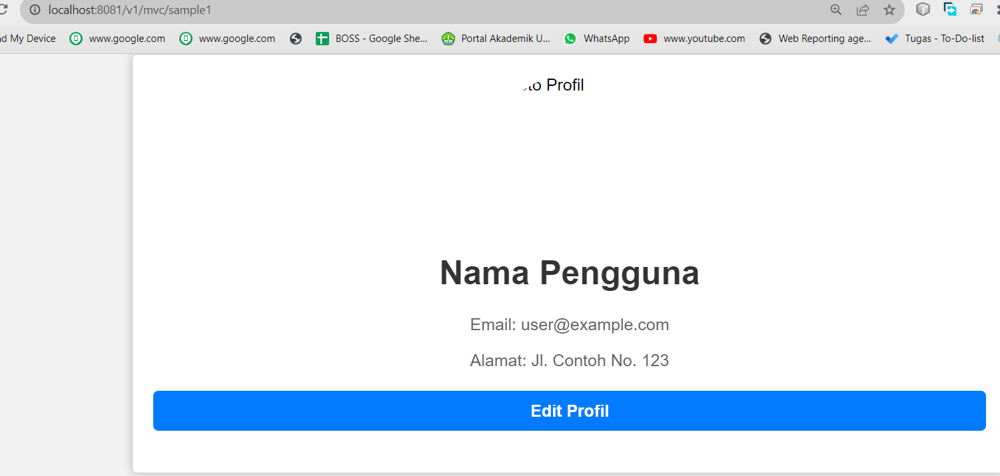 localhost:8081/v1/mvc/sample1
d My Device www.google.com www.google.com BOSS - Google She... Portal Akademik U... WhatsApp www.youtube.com Web Reporting age... Tugas - To-Do-list
to Profil
Nama Pengguna
Email: user@example.com
Alamat: Jl. Contoh No. 123
Edit Profil